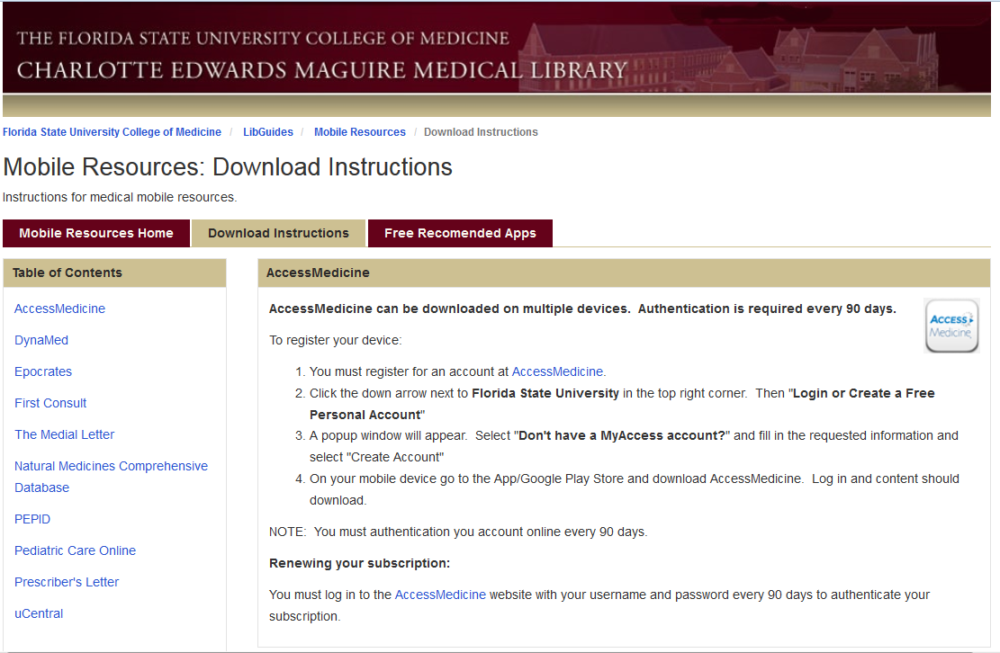 THE FLORIDA STATE UNIVERSITY COLLEGE OF MEDICINE
CHARLOTTE EDWARDS MAGUIRE MEDICAL LIBRARY
Florida State University College of Medicine / LibGuides / Mobile Resources / Download Instructions
Mobile Resources: Download Instructions
Instructions for medical mobile resources.
Mobile Resources Home
Download Instructions
Free Recomended Apps
Table of Contents
AccessMedicine
DynaMed
Epocrates
First Consult
The Medial Letter
Natural Medicines Comprehensive
Database
PEPID
Pediatric Care Online
Prescriber's Letter
uCentral
AccessMedicine
AccessMedicine can be downloaded on multiple devices.  Authentication is required every 90 days.
ACCESS
Medicine
To register your device:
1. You must register for an account at AccessMedicine.
2. Click the down arrow next to Florida State University in the top right corner.  Then "Login or Create a Free
Personal Account"
3. A popup window will appear.  Select "Don't have a MyAccess account?" and fill in the requested information and
select "Create Account"
4. On your mobile device go to the App/Google Play Store and download AccessMedicine.  Log in and content should
download.
NOTE:  You must authentication you account online every 90 days.
Renewing your subscription:
You must log in to the AccessMedicine website with your username and password every 90 days to authenticate your
subscription.